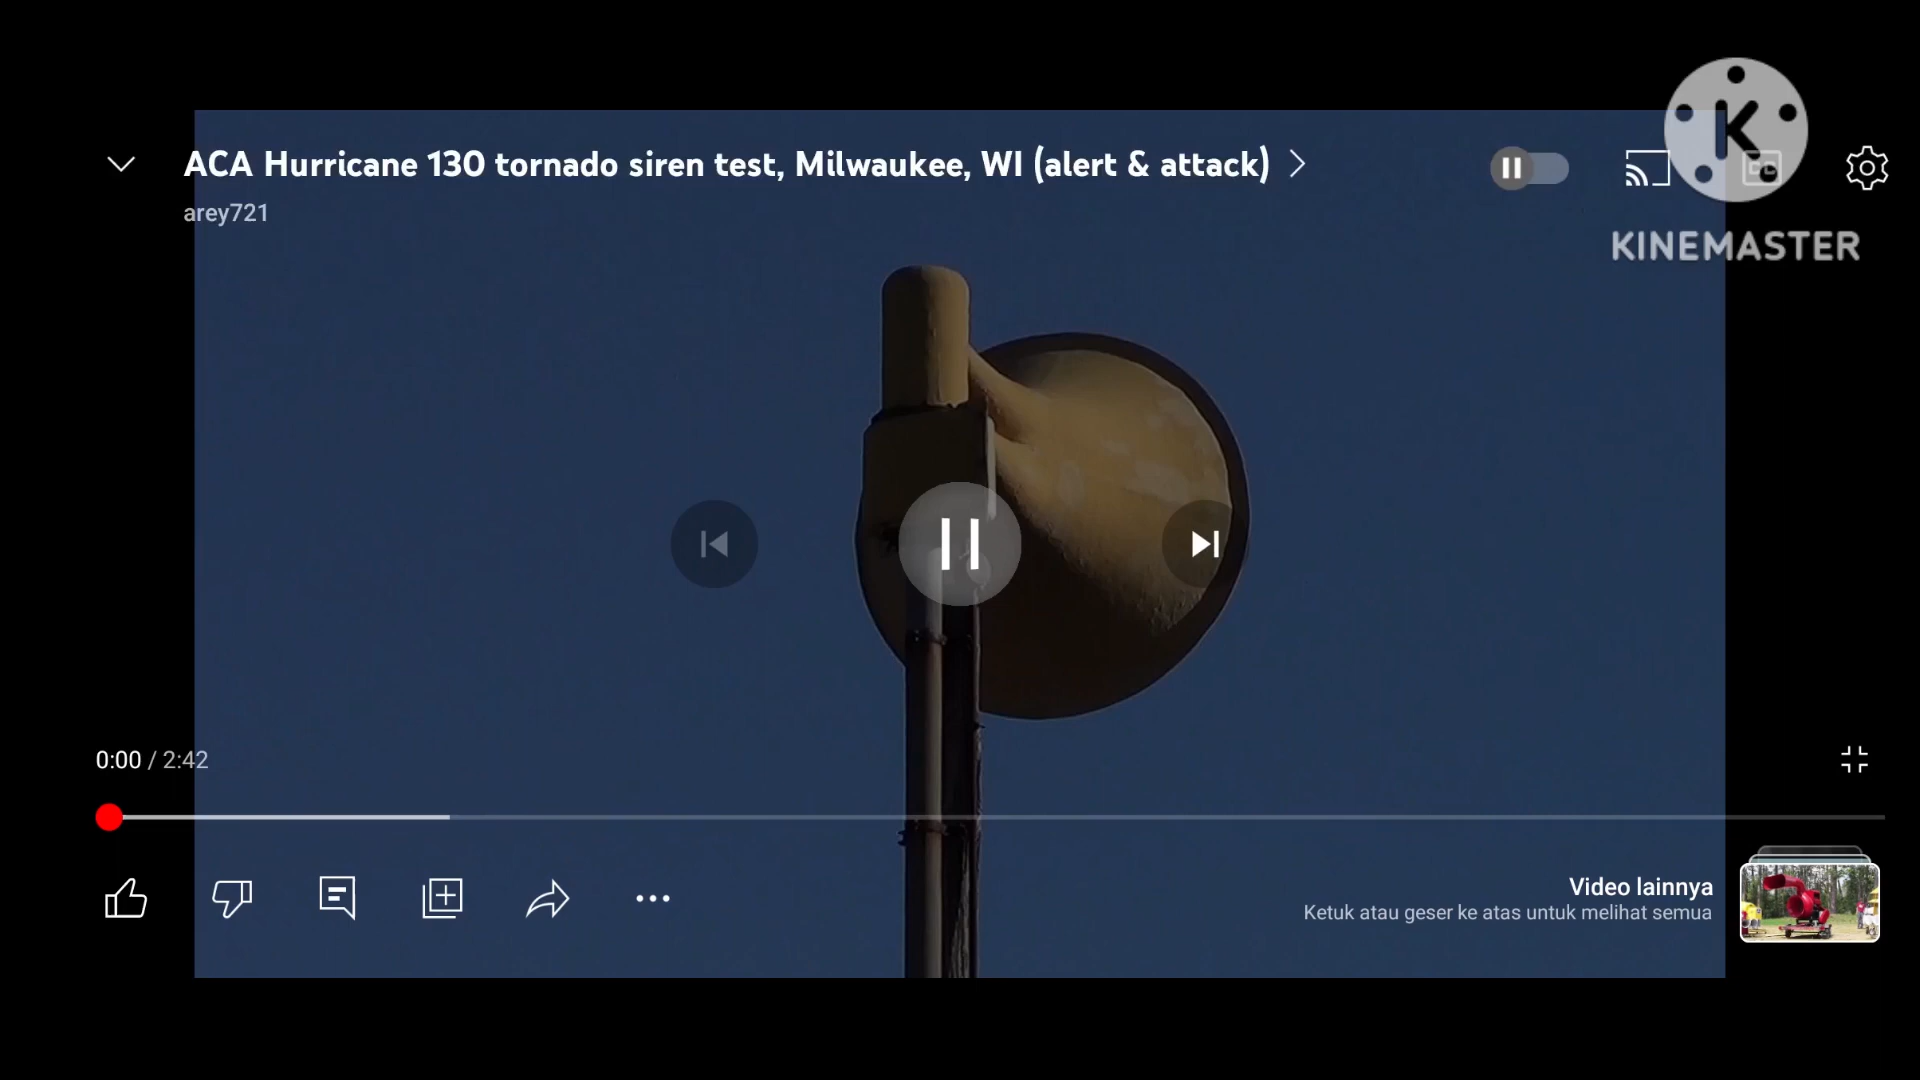 ACA Hurricane 130 tornado siren test, Milwaukee, WI (alert & attack)
arey721
K
CC
KINEMASTER
0:00 / 2:42
Video lainnya
Ketuk atau geser ke atas untuk melihat semua